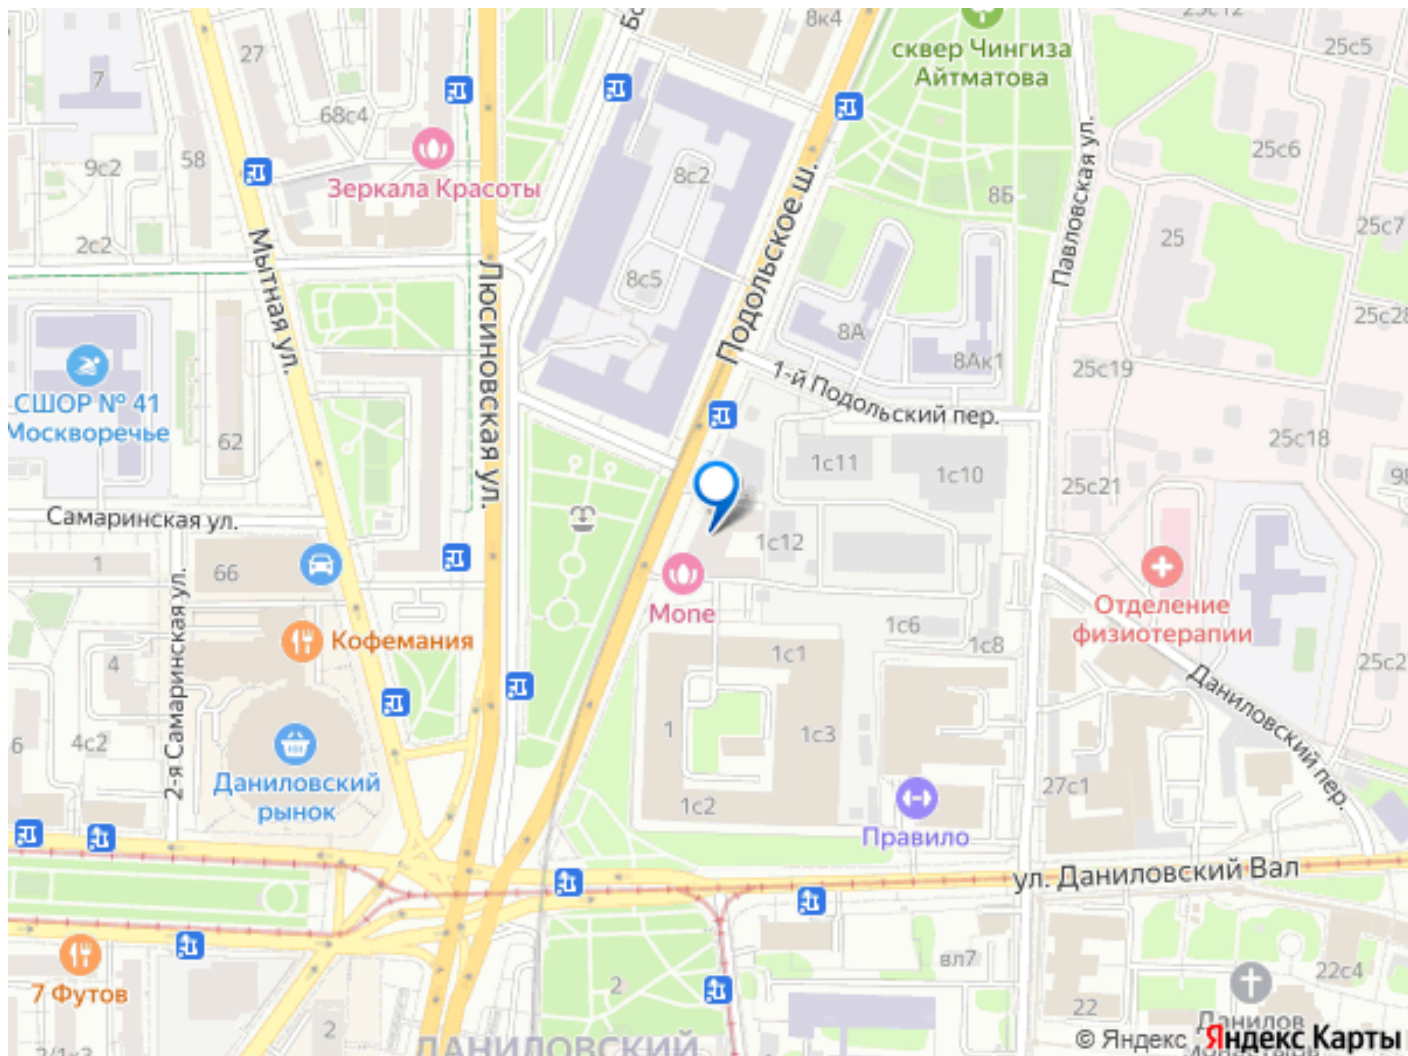 8к4
25с12
сквер Чингиза
Айтматова
25с5
27
7
68с4
Зеркала Красоты
58
9с2
8с2
25с6
8Б
Павловская ул.
Подольское ш.
2с2
Мытная ул.
Люсиновская ул.
8с5
25
25с7
8А
8Ак1
25с28
1-й Подольский пер.
25с19
СШОР № 41
Москворечье
62
25с18
1с11
1с10
25с21
Самаринская ул.
1с12
1
66
2-я Самаринская ул.
Mone
Отделение
физиотерапии
Кофемания
1с6
1с8
1с1
4
Даниловский пер.
4с2
1
1с3
Даниловский
рынок
1с2
27с1
Правило
ул. Даниловский Вал
7 Футов
2
вл7
22с4
22
2
Данилов
ДАНИЛОВСКИЙ
© Яндекс Яндекс Карты